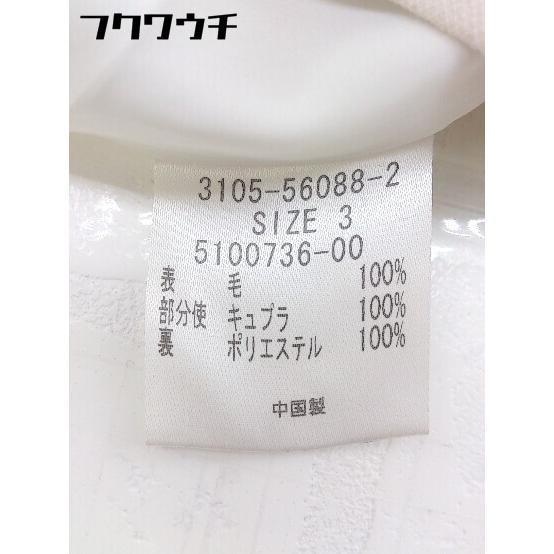 フクワウチ
3105-56088-2
SIZE 3
5100736-00
表 毛 100%
部分使 キュプラ 100%
裏 ポリエステル 100%
中国製